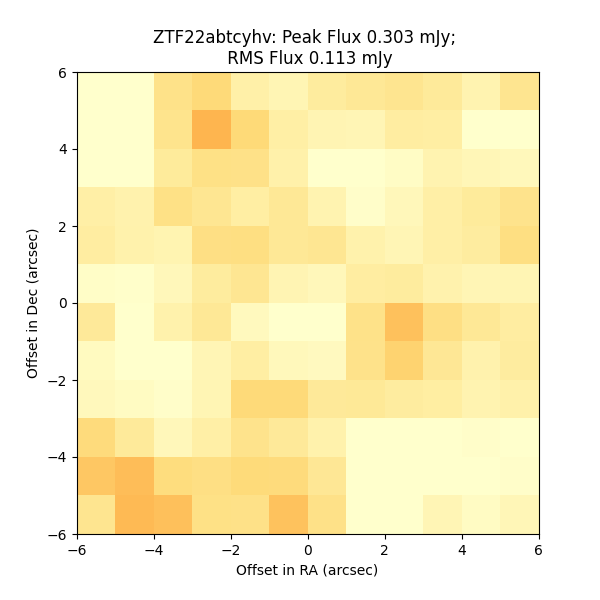 ZTF22abtcyhv: Peak Flux 0.303 mJy;
RMS Flux 0.113 mJy
6
4
2
0
−2
−4
−6
Offset in Dec (arcsec)
−6 −4 −2 0 2 4 6
Offset in RA (arcsec)